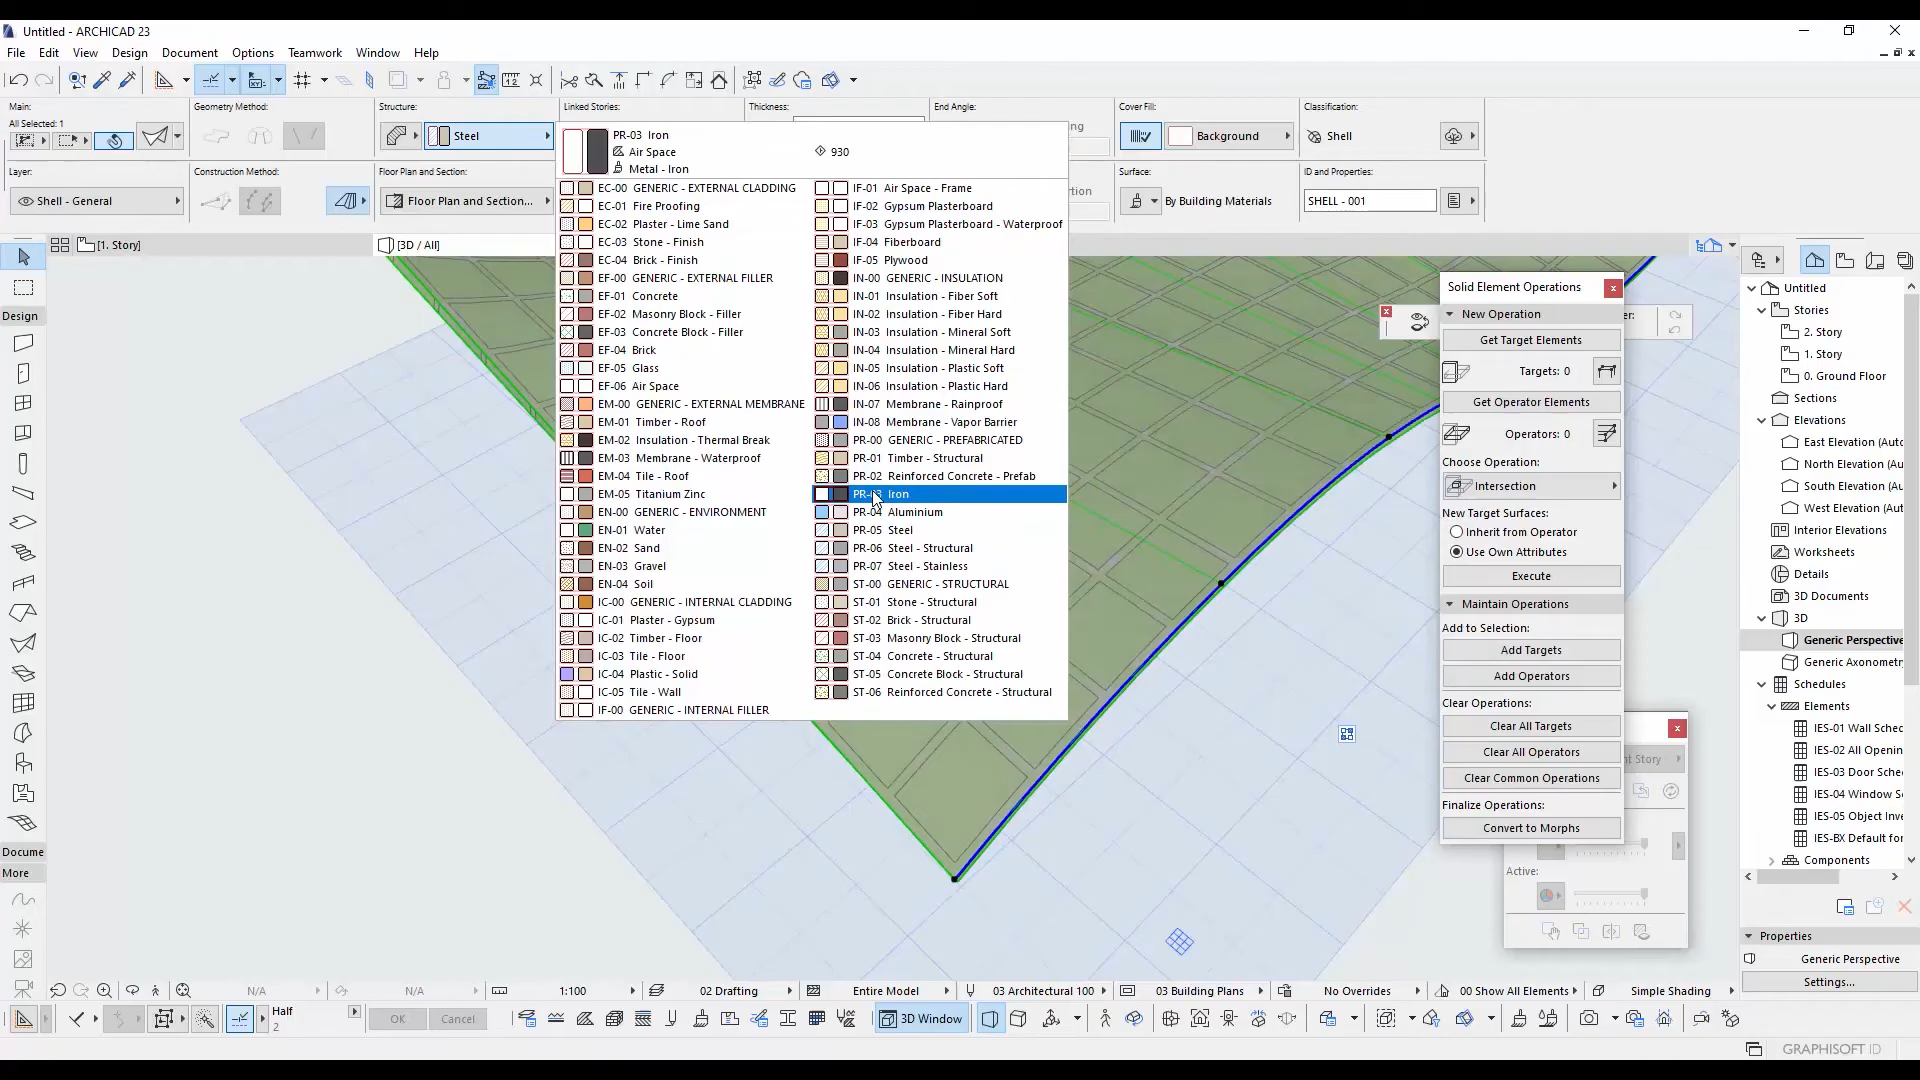 Untitled - ARCHICAD 23
File Edit View Design Document Options Teamwork Window Help
Main:
All Selected: 1
Geometry Method:
Structure:
Steel
Linked Stories:
Thickness:
End Angle:
Cover Fill:
Background
Classification:
Shell
Layer:
Shell - General
Construction Method:
Floor Plan and Section:
Floor Plan and Section...
Surface:
By Building Materials
ID and Properties:
SHELL - 001
[1. Story]
[3D / All]
PR-03 Iron
Air Space
930
Metal - Iron
EC-00 GENERIC - EXTERNAL CLADDING
EC-01 Fire Proofing
EC-02 Plaster - Lime Sand
EC-03 Stone - Finish
EC-04 Brick - Finish
EF-00 GENERIC - EXTERNAL FILLER
EF-01 Concrete
EF-02 Masonry Block - Filler
EF-03 Concrete Block - Filler
EF-04 Brick
EF-05 Glass
EF-06 Air Space
EM-00 GENERIC - EXTERNAL MEMBRANE
EM-01 Timber - Roof
EM-02 Insulation - Thermal Break
EM-03 Membrane - Waterproof
EM-04 Tile - Roof
EM-05 Titanium Zinc
EN-00 GENERIC - ENVIRONMENT
EN-01 Water
EN-02 Sand
EN-03 Gravel
EN-04 Soil
IC-00 GENERIC - INTERNAL CLADDING
IC-01 Plaster - Gypsum
IC-02 Timber - Floor
IC-03 Tile - Floor
IC-04 Plastic - Solid
IC-05 Tile - Wall
IF-00 GENERIC - INTERNAL FILLER
IF-01 Air Space - Frame
IF-02 Gypsum Plasterboard
IF-03 Gypsum Plasterboard - Waterproof
IF-04 Fiberboard
IF-05 Plywood
IN-00 GENERIC - INSULATION
IN-01 Insulation - Fiber Soft
IN-02 Insulation - Fiber Hard
IN-03 Insulation - Mineral Soft
IN-04 Insulation - Mineral Hard
IN-05 Insulation - Plastic Soft
IN-06 Insulation - Plastic Hard
IN-07 Membrane - Rainproof
IN-08 Membrane - Vapor Barrier
PR-00 GENERIC - PREFABRICATED
PR-01 Timber - Structural
PR-02 Reinforced Concrete - Prefab
PR-03 Iron
PR-04 Aluminium
PR-05 Steel
PR-06 Steel - Structural
PR-07 Steel - Stainless
ST-00 GENERIC - STRUCTURAL
ST-01 Stone - Structural
ST-02 Brick - Structural
ST-03 Masonry Block - Structural
ST-04 Concrete - Structural
ST-05 Concrete Block - Structural
ST-06 Reinforced Concrete - Structural
Solid Element Operations
New Operation
Get Target Elements
Targets: 0
Get Operator Elements
Operators: 0
Choose Operation:
Intersection
New Target Surfaces:
Inherit from Operator
Use Own Attributes
Execute
Maintain Operations
Add to Selection:
Add Targets
Add Operators
Clear Operations:
Clear All Targets
Clear All Operators
Clear Common Operations
Finalize Operations:
Convert to Morphs
Active:
Untitled
Stories
2. Story
1. Story
0. Ground Floor
Sections
Elevations
East Elevation (Auto
North Elevation (Au
South Elevation (Au
West Elevation (Aut
Interior Elevations
Worksheets
Details
3D Documents
3D
Generic Perspective
Generic Axonometry
Schedules
Elements
IES-01 Wall Sched
IES-02 All Openin
IES-03 Door Sche
IES-04 Window S
IES-05 Object Inve
IES-BX Default for
Components
Properties
Generic Perspective
Settings...
Design
Docume
More
N/A
N/A
1:100
02 Drafting
Entire Model
03 Architectural 100
03 Building Plans
No Overrides
00 Show All Elements
Simple Shading
Half
2
OK
Cancel
3D Window
GRAPHISOFT ID